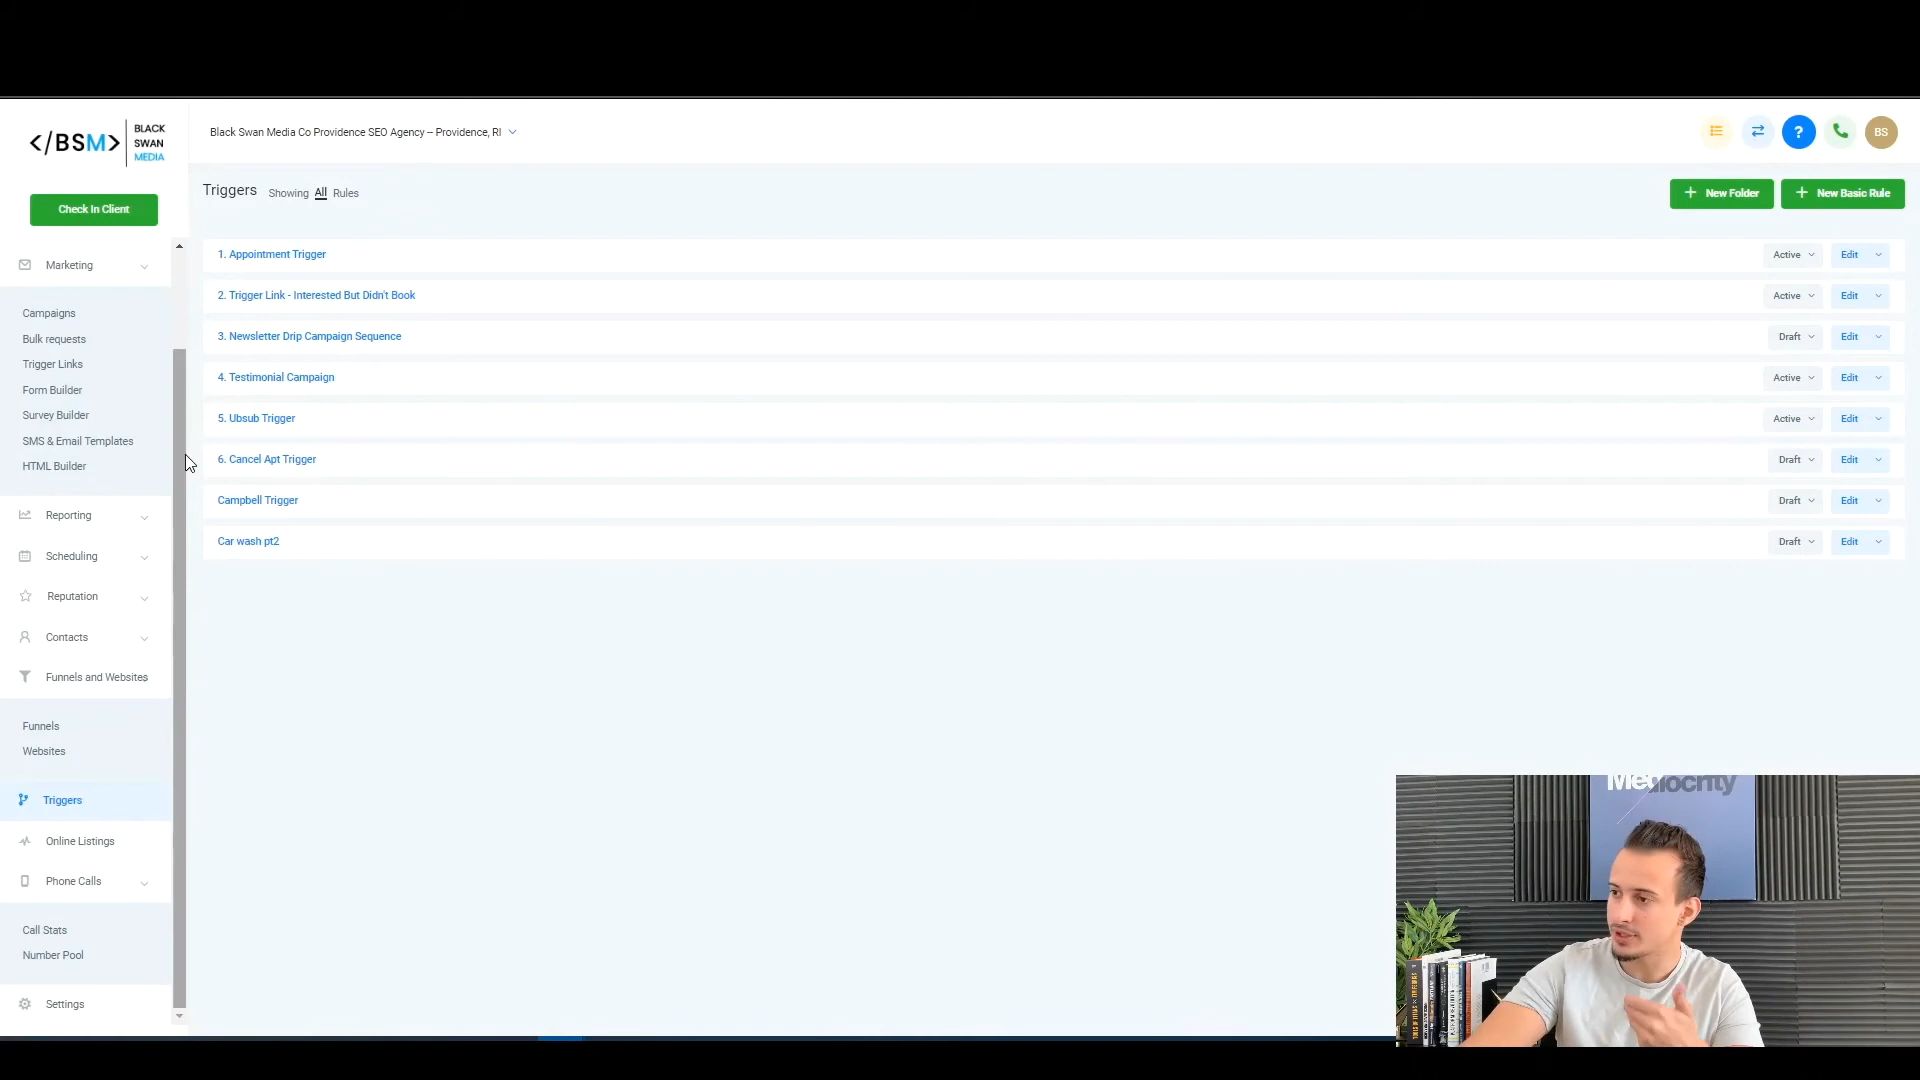 </BSM>
BLACK
SWAN
MEDIA
Black Swan Media Co Providence SEO Agency – Providence, RI
?
BS
Check In Client
Triggers
Showing All Rules
+ New Folder
+ New Basic Rule
Marketing
Campaigns
Bulk requests
Trigger Links
Form Builder
Survey Builder
SMS & Email Templates
HTML Builder
Reporting
Scheduling
Reputation
Contacts
Funnels and Websites
Funnels
Websites
Triggers
Online Listings
Phone Calls
Call Stats
Number Pool
Settings
1. Appointment Trigger
Active
Edit
2. Trigger Link - Interested But Didn't Book
Active
Edit
3. Newsletter Drip Campaign Sequence
Draft
Edit
4. Testimonial Campaign
Active
Edit
5. Ubsub Trigger
Active
Edit
6. Cancel Apt Trigger
Draft
Edit
Campbell Trigger
Draft
Edit
Car wash pt2
Draft
Edit
Mediocrity